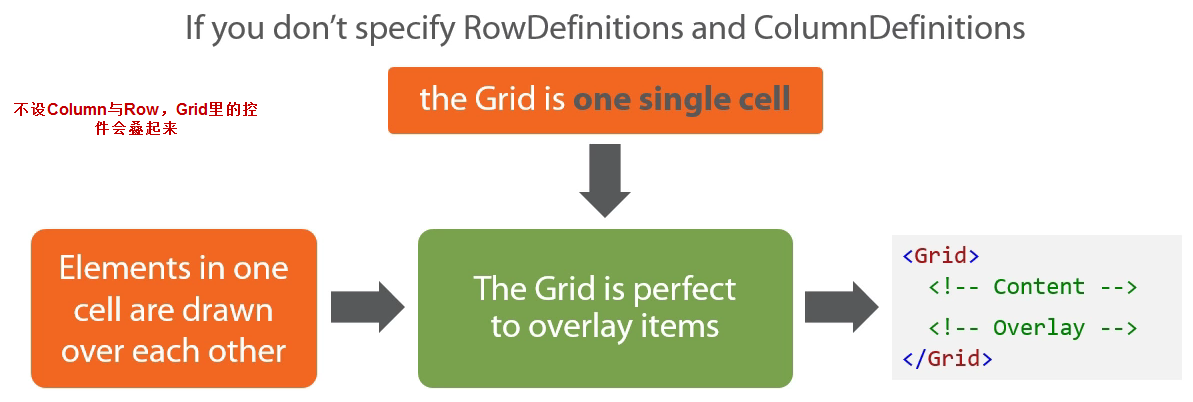 If you don’t specify RowDefinitions and ColumnDefinitions
不设Column与Row，Grid里的控
件会叠起来
the Grid is one single cell
Elements in one
cell are drawn
over each other
The Grid is perfect
to overlay items
<Grid>
<!-- Content -->
<!-- Overlay -->
</Grid>